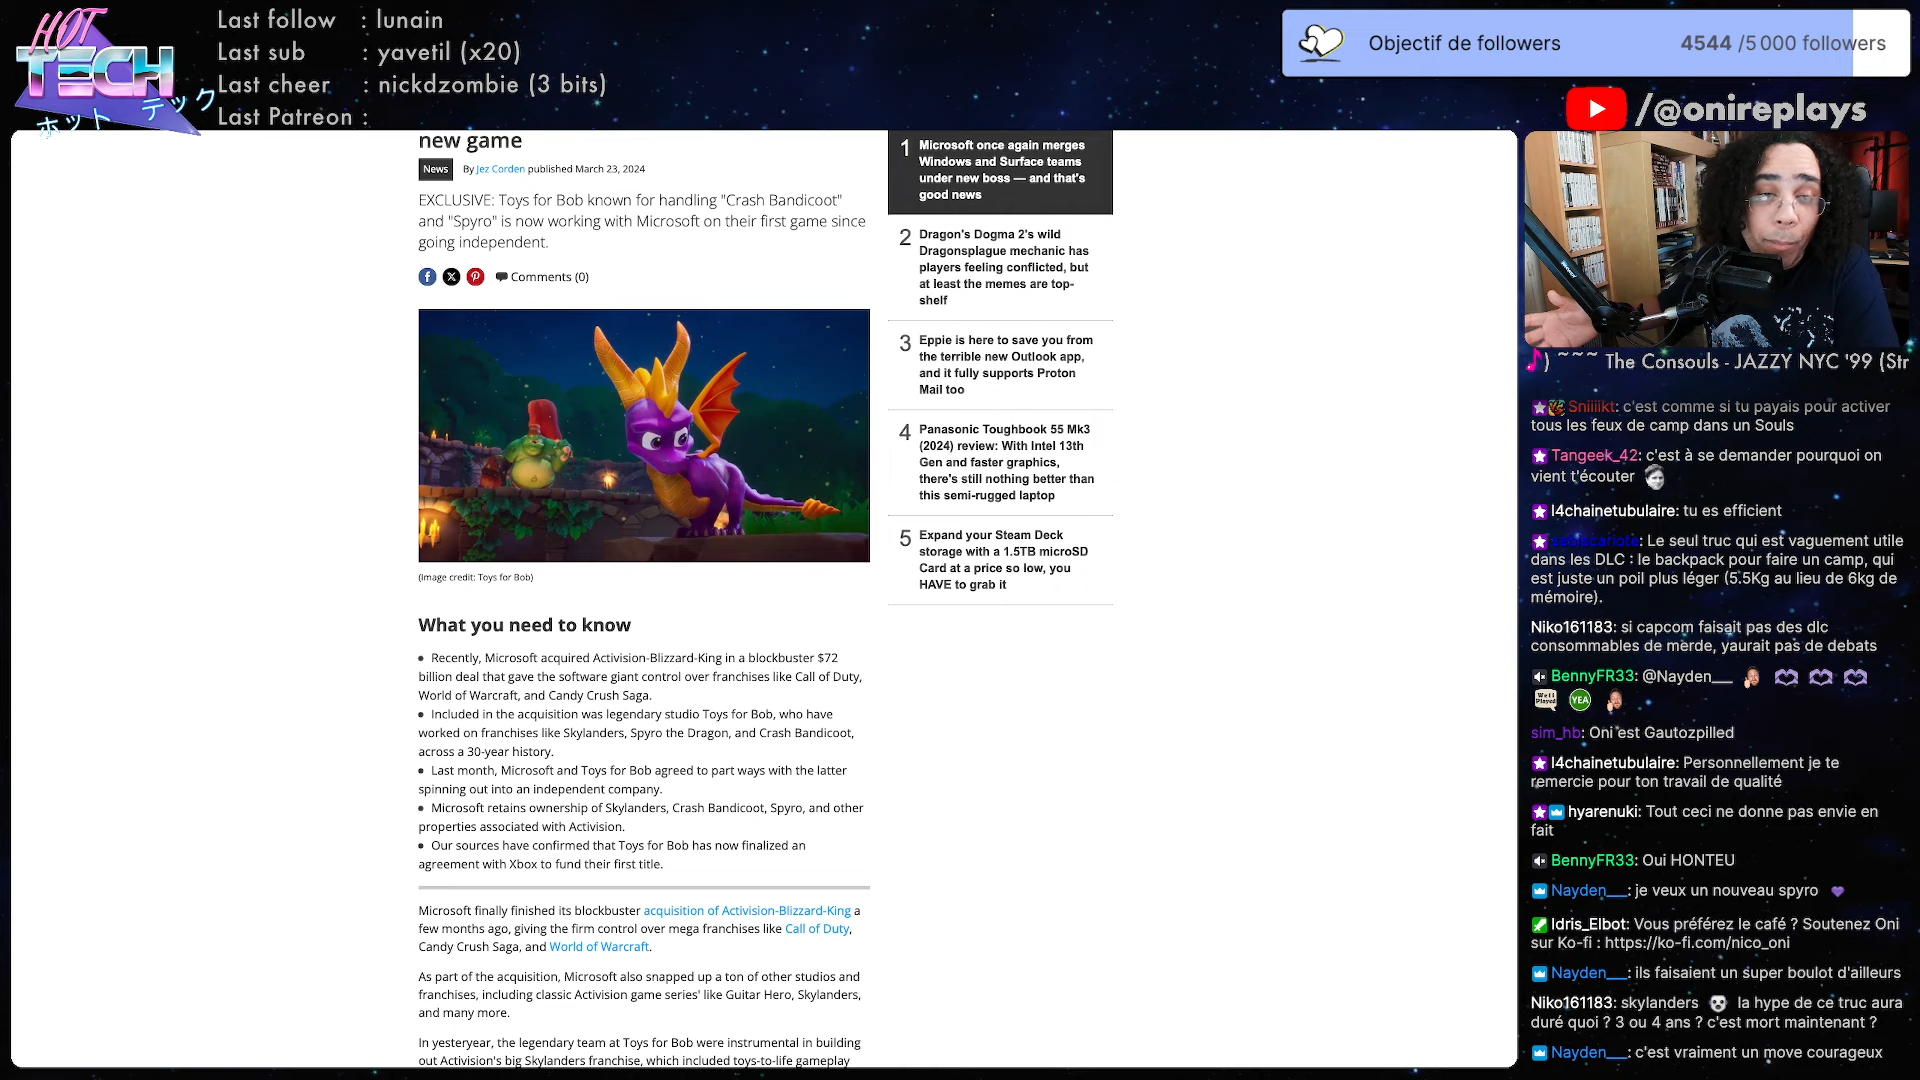 HOT
TECH
ホット テック
Last follow : lunain
Last sub : yavetil (x20)
Last cheer : nickdzombie (3 bits)
Last Patreon :
Objectif de followers
4544 /5 000 followers
/@onireplays
new game
News By Jez Corden published March 23, 2024
EXCLUSIVE: Toys for Bob known for handling "Crash Bandicoot"
and "Spyro" is now working with Microsoft on their first game since
going independent.
Comments (0)
(Image credit: Toys for Bob)
What you need to know
• Recently, Microsoft acquired Activision-Blizzard-King in a blockbuster $72
billion deal that gave the software giant control over franchises like Call of Duty,
World of Warcraft, and Candy Crush Saga.
• Included in the acquisition was legendary studio Toys for Bob, who have
worked on franchises like Skylanders, Spyro the Dragon, and Crash Bandicoot,
across a 30-year history.
• Last month, Microsoft and Toys for Bob agreed to part ways with the latter
spinning out into an independent company.
• Microsoft retains ownership of Skylanders, Crash Bandicoot, Spyro, and other
properties associated with Activision.
• Our sources have confirmed that Toys for Bob has now finalized an
agreement with Xbox to fund their first title.
Microsoft finally finished its blockbuster acquisition of Activision-Blizzard-King a
few months ago, giving the firm control over mega franchises like Call of Duty,
Candy Crush Saga, and World of Warcraft.
As part of the acquisition, Microsoft also snapped up a ton of other studios and
franchises, including classic Activision game series' like Guitar Hero, Skylanders,
and many more.
In yesteryear, the legendary team at Toys for Bob were instrumental in building
out Activision's big Skylanders franchise, which included toys-to-life gameplay
1 Microsoft once again merges
Windows and Surface teams
under new boss — and that's
good news
2 Dragon's Dogma 2's wild
Dragonsplague mechanic has
players feeling conflicted, but
at least the memes are top-
shelf
3 Eppie is here to save you from
the terrible new Outlook app,
and it fully supports Proton
Mail too
4 Panasonic Toughbook 55 Mk3
(2024) review: With Intel 13th
Gen and faster graphics,
there's still nothing better than
this semi-rugged laptop
5 Expand your Steam Deck
storage with a 1.5TB microSD
Card at a price so low, you
HAVE to grab it
) ~~~ The Consouls - JAZZY NYC '99 (Str
Sniiiikt: c'est comme si tu payais pour activer
tous les feux de camp dans un Souls
Tangeek_42: c'est à se demander pourquoi on
vient t'écouter
l4chainetubulaire: tu es efficient
: Le seul truc qui est vaguement utile
dans les DLC : le backpack pour faire un camp, qui
est juste un poil plus léger (5.5Kg au lieu de 6kg de
mémoire).
Niko161183: si capcom faisait pas des dlc
consommables de merde, yaurait pas de debats
BennyFR33: @Nayden__
Well Played YEA
sim_hb: Oni est Gautozpilled
l4chainetubulaire: Personnellement je te
remercie pour ton travail de qualité
hyarenuki: Tout ceci ne donne pas envie en
fait
BennyFR33: Oui HONTEU
Nayden__: je veux un nouveau spyro
Idris_Elbot: Vous préférez le café ? Soutenez Oni
sur Ko-fi : https://ko-fi.com/nico_oni
Nayden__: ils faisaient un super boulot d'ailleurs
Niko161183: skylanders la hype de ce truc aura
duré quoi ? 3 ou 4 ans ? c'est mort maintenant ?
Nayden__: c'est vraiment un move courageux